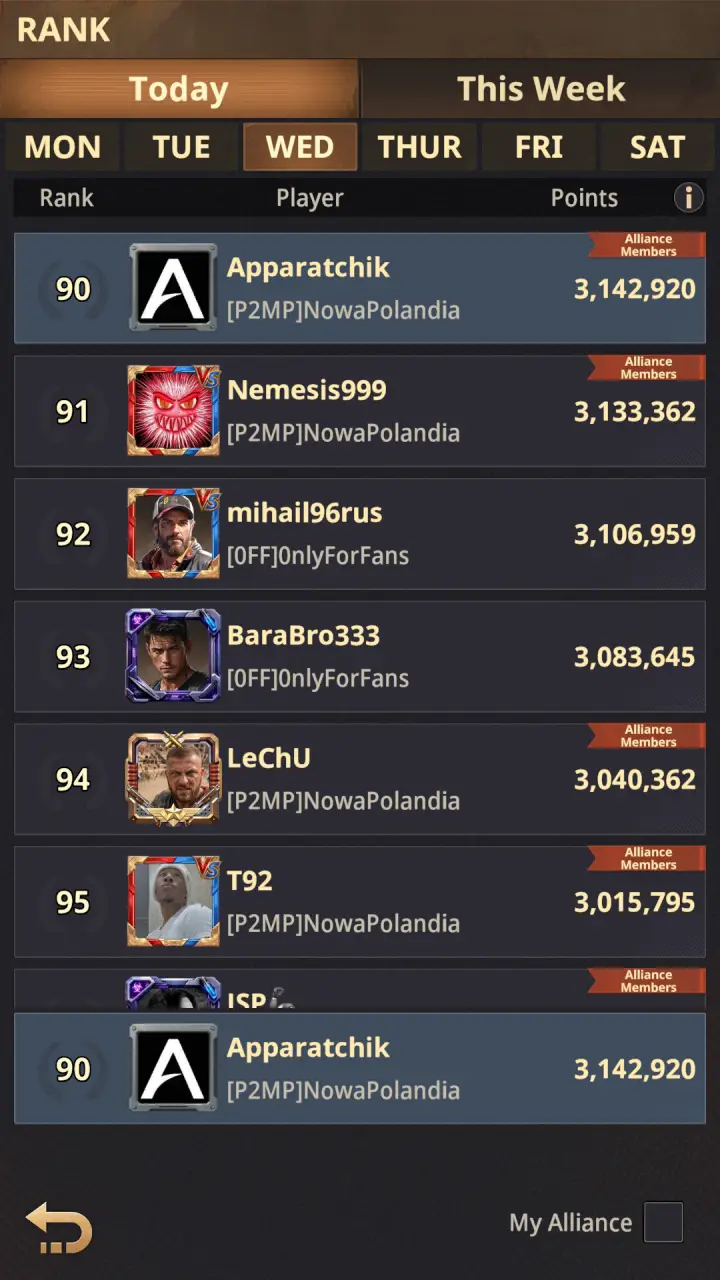 RANK
Today
This Week
MON
TUE
WED
THUR
FRI
SAT
Rank
Player
Points
Alliance
Members
90
Apparatchik
[P2MP]NowaPolandia
3,142,920
Alliance
Members
91
Nemesis999
[P2MP]NowaPolandia
3,133,362
92
mihail96rus
[0FF]0nlyForFans
3,106,959
93
BaraBro333
[0FF]0nlyForFans
3,083,645
Alliance
Members
94
LeChU
[P2MP]NowaPolandia
3,040,362
Alliance
Members
95
T92
[P2MP]NowaPolandia
3,015,795
Alliance
Members
90
Apparatchik
[P2MP]NowaPolandia
3,142,920
My Alliance